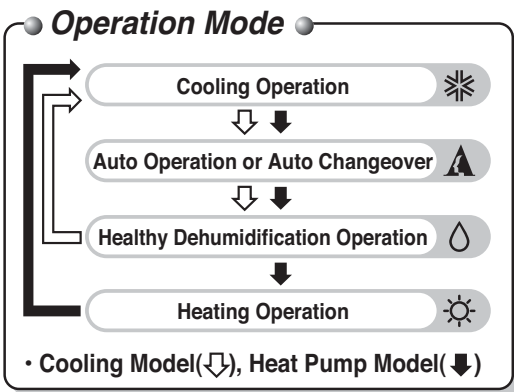 Operation Mode
Cooling Operation
Auto Operation or Auto Changeover
Healthy Dehumidification Operation
Heating Operation
• Cooling Model(⇩), Heat Pump Model(⬇)